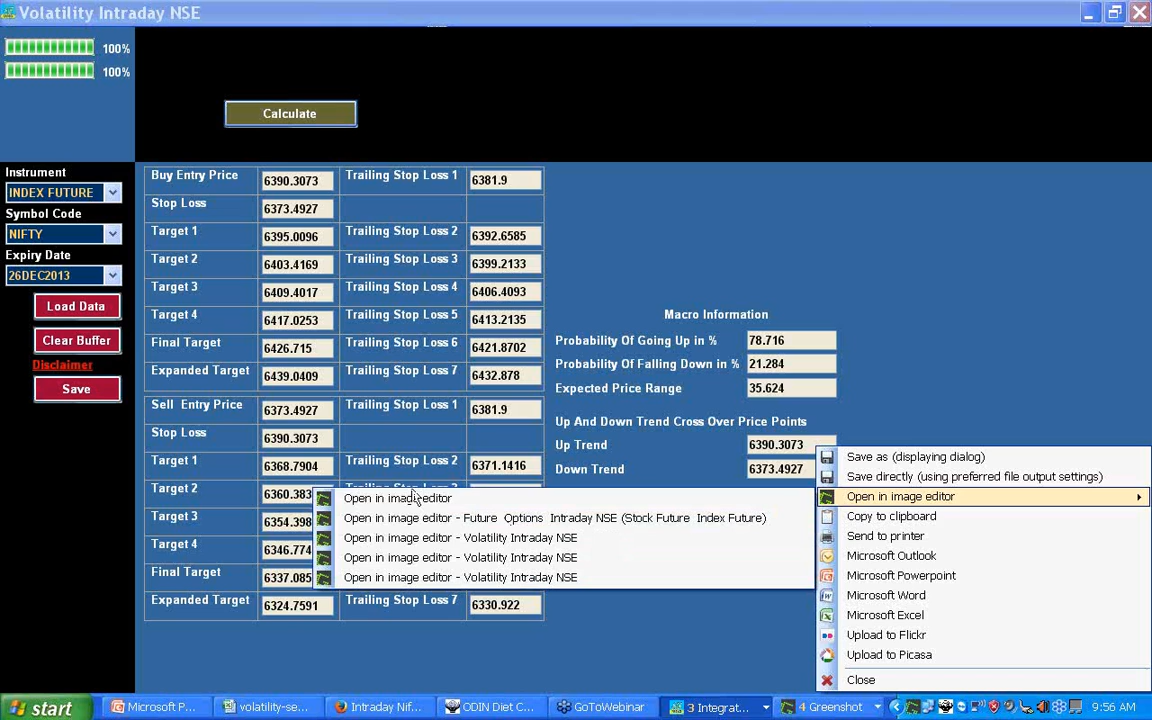 Volatility Intraday NSE
100%
100%
Calculate
Instrument
INDEX FUTURE
Symbol Code
NIFTY
Expiry Date
26DEC2013
Load Data
Clear Buffer
Disclaimer
Save
Buy Entry Price 6390.3073 Trailing Stop Loss 1 6381.9
Stop Loss 6373.4927
Target 1 6395.0096 Trailing Stop Loss 2 6392.6585
Target 2 6403.4169 Trailing Stop Loss 3 6399.2133
Target 3 6409.4017 Trailing Stop Loss 4 6406.4093
Target 4 6417.0253 Trailing Stop Loss 5 6413.2135
Final Target 6426.715 Trailing Stop Loss 6 6421.8702
Expanded Target 6439.0409 Trailing Stop Loss 7 6432.878
Sell Entry Price 6373.4927 Trailing Stop Loss 1 6381.9
Stop Loss 6390.3073
Target 1 6368.7904 Trailing Stop Loss 2 6371.1416
Target 2 6360.383
Target 3 6354.398
Target 4 6346.774
Final Target 6337.085
Expanded Target 6324.7591 Trailing Stop Loss 7 6330.922
Macro Information
Probability Of Going Up in % 78.716
Probability Of Falling Down in % 21.284
Expected Price Range 35.624
Up And Down Trend Cross Over Price Points
Up Trend 6390.3073
Down Trend 6373.4927
Open in image editor
Open in image editor - Future Options Intraday NSE (Stock Future Index Future)
Open in image editor - Volatility Intraday NSE
Open in image editor - Volatility Intraday NSE
Open in image editor - Volatility Intraday NSE
Save as (displaying dialog)
Save directly (using preferred file output settings)
Open in image editor
Copy to clipboard
Send to printer
Microsoft Outlook
Microsoft Powerpoint
Microsoft Word
Microsoft Excel
Upload to Flickr
Upload to Picasa
Close
start Microsoft P... volatility-se... Intraday Nif... ODIN Diet C... GoToWebinar 3 Integrat... 4 Greenshot 9:56 AM